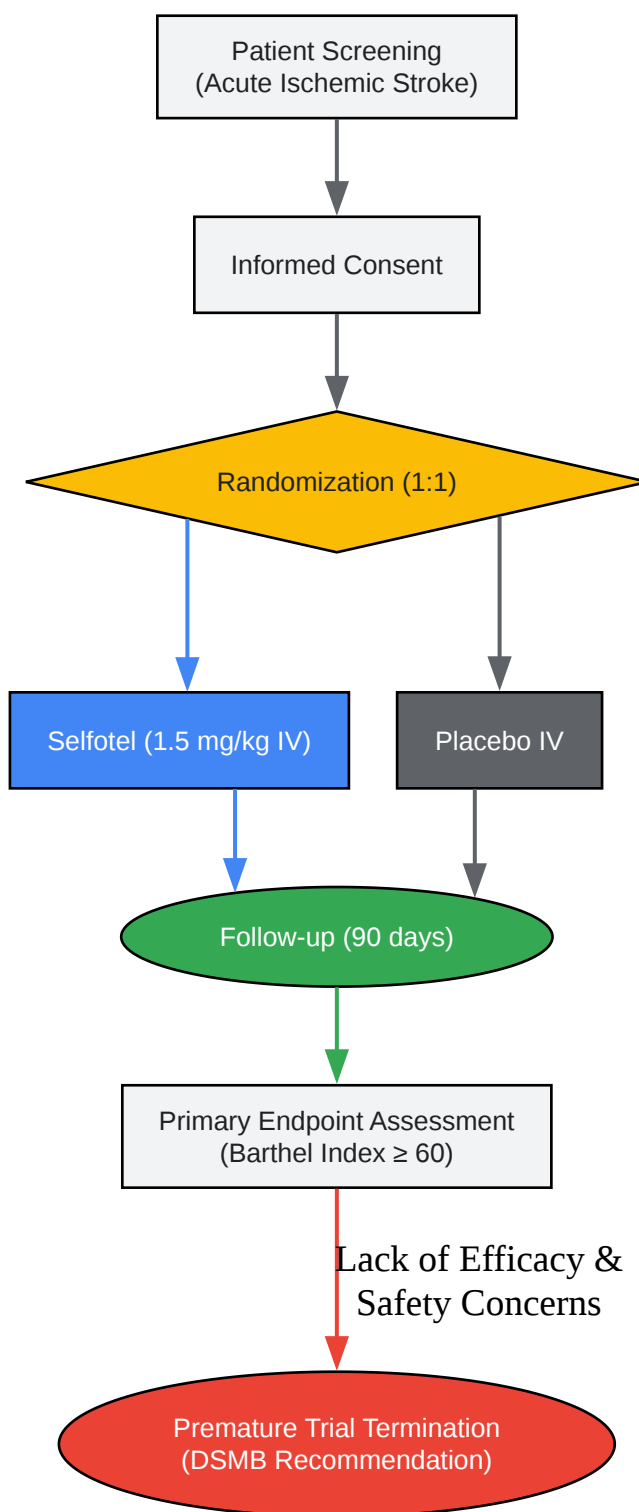 Patient Screening
(Acute Ischemic Stroke)
Informed Consent
Randomization (1:1)
Selfotel (1.5 mg/kg IV)
Placebo IV
Follow-up (90 days)
Primary Endpoint Assessment
(Barthel Index ≥ 60)
Lack of Efficacy &
Safety Concerns
Premature Trial Termination
(DSMB Recommendation)